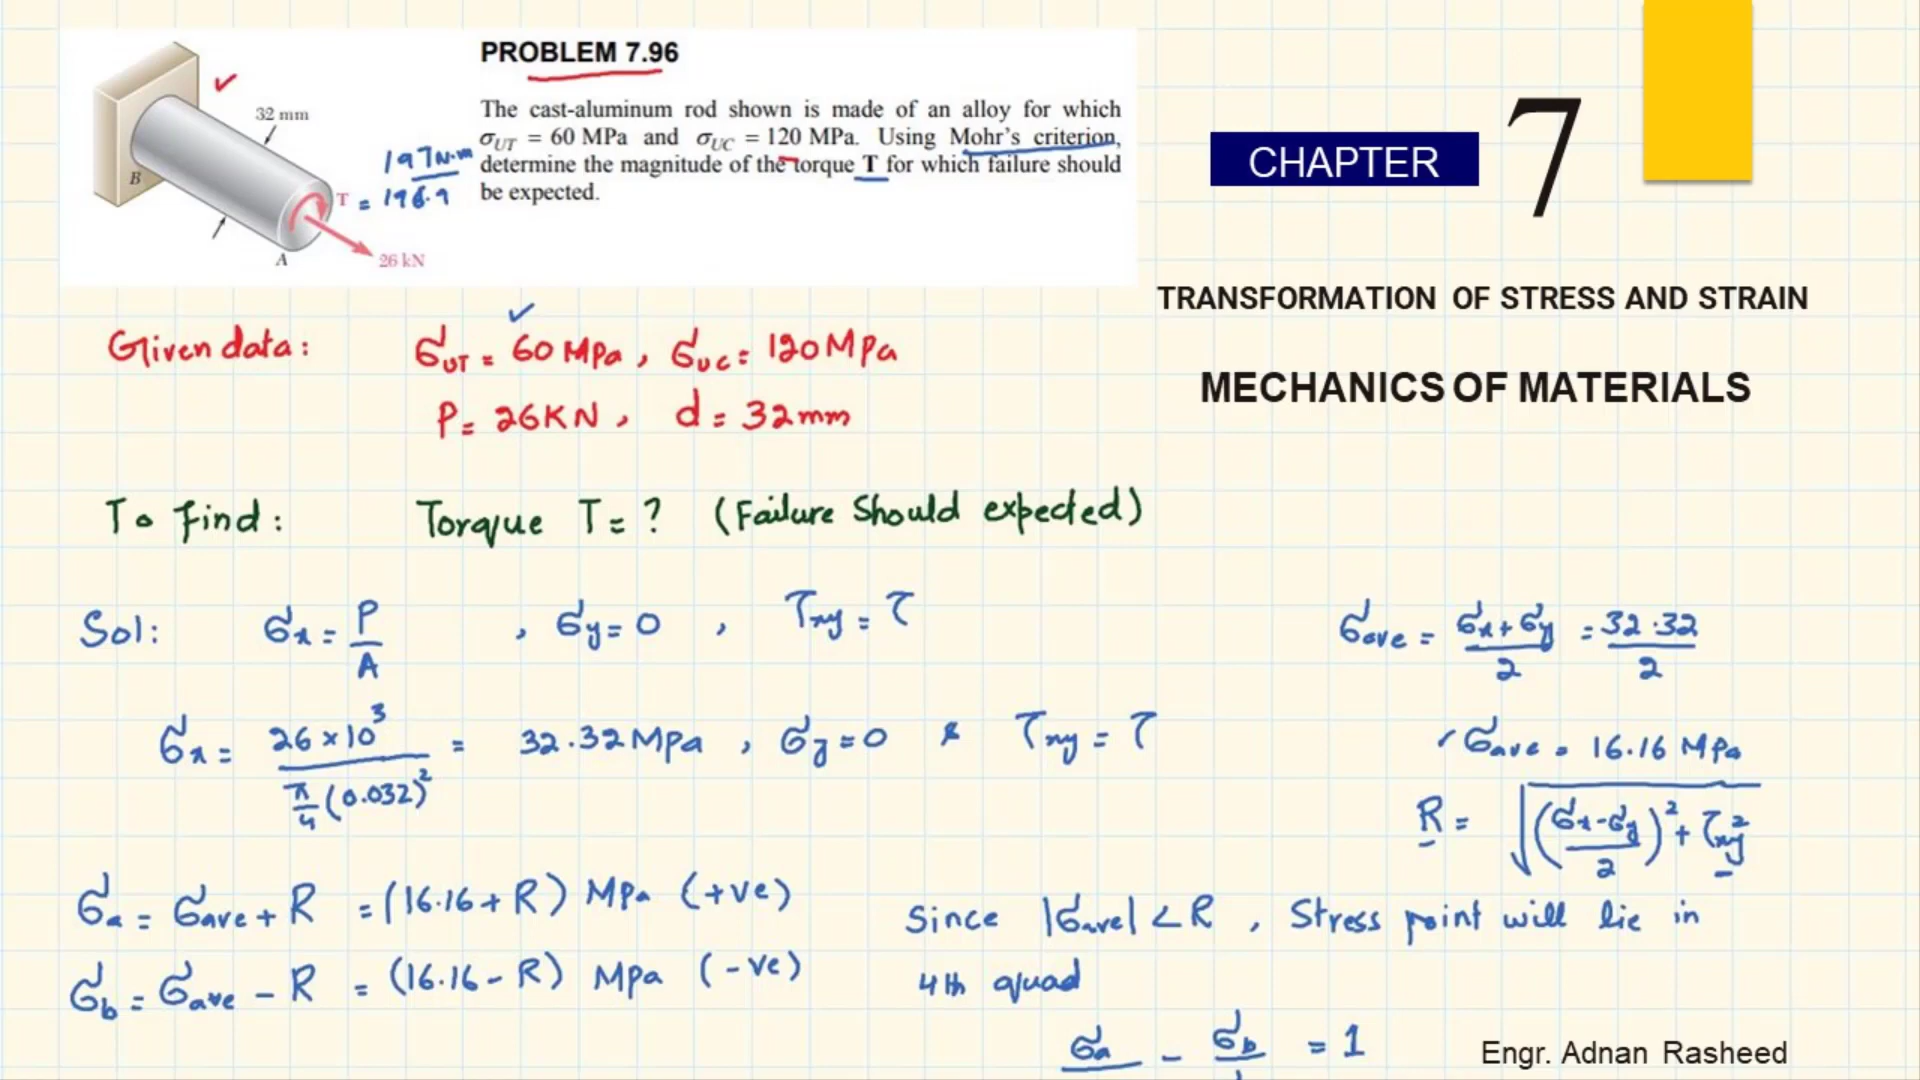 PROBLEM 7.96
The cast-aluminum rod shown is made of an alloy for which
σUT = 60 MPa and σUC = 120 MPa. Using Mohr's criterion,
determine the magnitude of the torque T for which failure should
be expected.
32 mm
B
A
T
26 kN
197 N·m
= 196.9
CHAPTER 7
TRANSFORMATION OF STRESS AND STRAIN
MECHANICS OF MATERIALS
Given data: σUT = 60 MPa, σUC = 120 MPa
P = 26 KN, d = 32 mm
To find: Torque T = ? (Failure Should expected)
Sol: σx = P/A, σy = 0, τxy = τ
σx = 26×10³ / π/4 (0.032)² = 32.32 MPa, σy = 0 & τxy = τ
σave = σx + σy / 2 = 32.32 / 2
σave = 16.16 MPa
R = √((σx - σy / 2)² + τxy²)
σa = σave + R = (16.16 + R) MPa (+ve)
σb = σave - R = (16.16 - R) MPa (-ve)
Since |σave| < R, Stress point will lie in
4th quad
σa - σb = 1
Engr. Adnan Rasheed